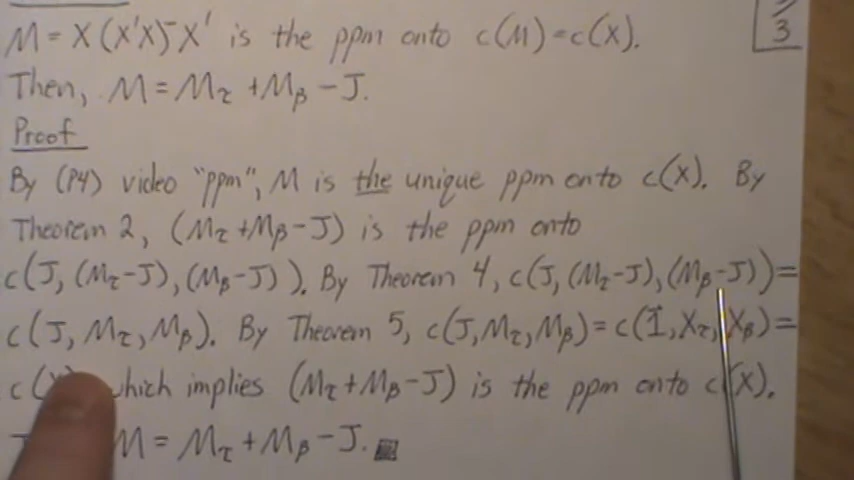 M = X(X'X)⁻X' is the ppm onto c(M)=c(X).
3
Then, M = M_τ + M_β - J.
Proof
By (P4) video "ppm", M is the unique ppm onto c(X). By
Theorem 2, (M_τ+M_β-J) is the ppm onto
c(J, (M_τ-J), (M_β-J)). By Theorem 4, c(J, (M_τ-J), (M_β-J)) =
c(J, M_τ, M_β). By Theorem 5, c(J, M_τ, M_β) = c(1⃗, X_τ, X_β) =
c( which implies (M_τ+M_β-J) is the ppm onto c(X).
M = M_τ + M_β - J.